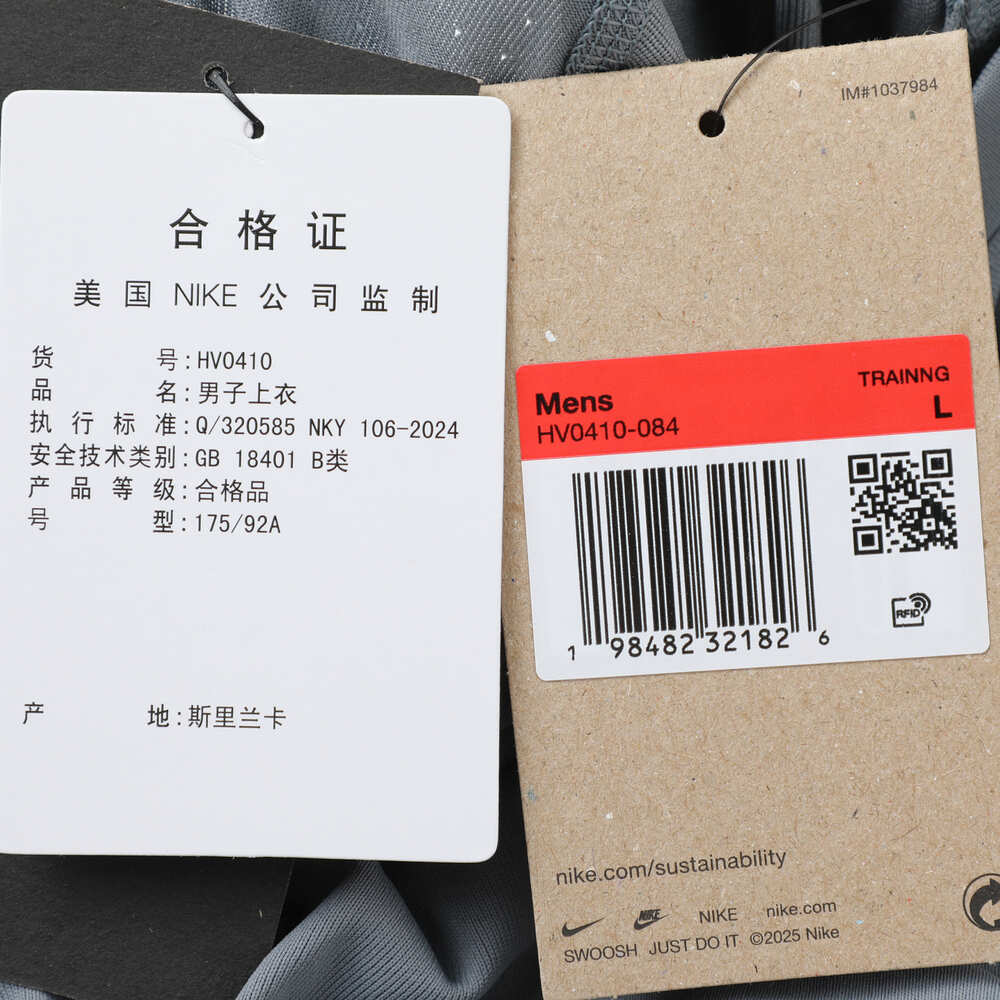 合格证
美国 NIKE 公司监制
货号:HV0410
品名:男子上衣
执行标准:Q/320585 NKY 106-2024
安全技术类别:GB 18401 B类
产品等级:合格品
号型:175/92A
产地:斯里兰卡
IM#1037984
Mens
HV0410-084
TRAINNG
L
1 98482 32182 6
RFID
nike.com/sustainability
NIKE NIKE nike.com
SWOOSH JUST DO IT ©2025 Nike